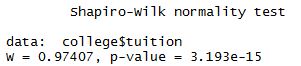 Shapiro-Wilk normality test
data:  college$tuition
W = 0.97407, p-value = 3.193e-15